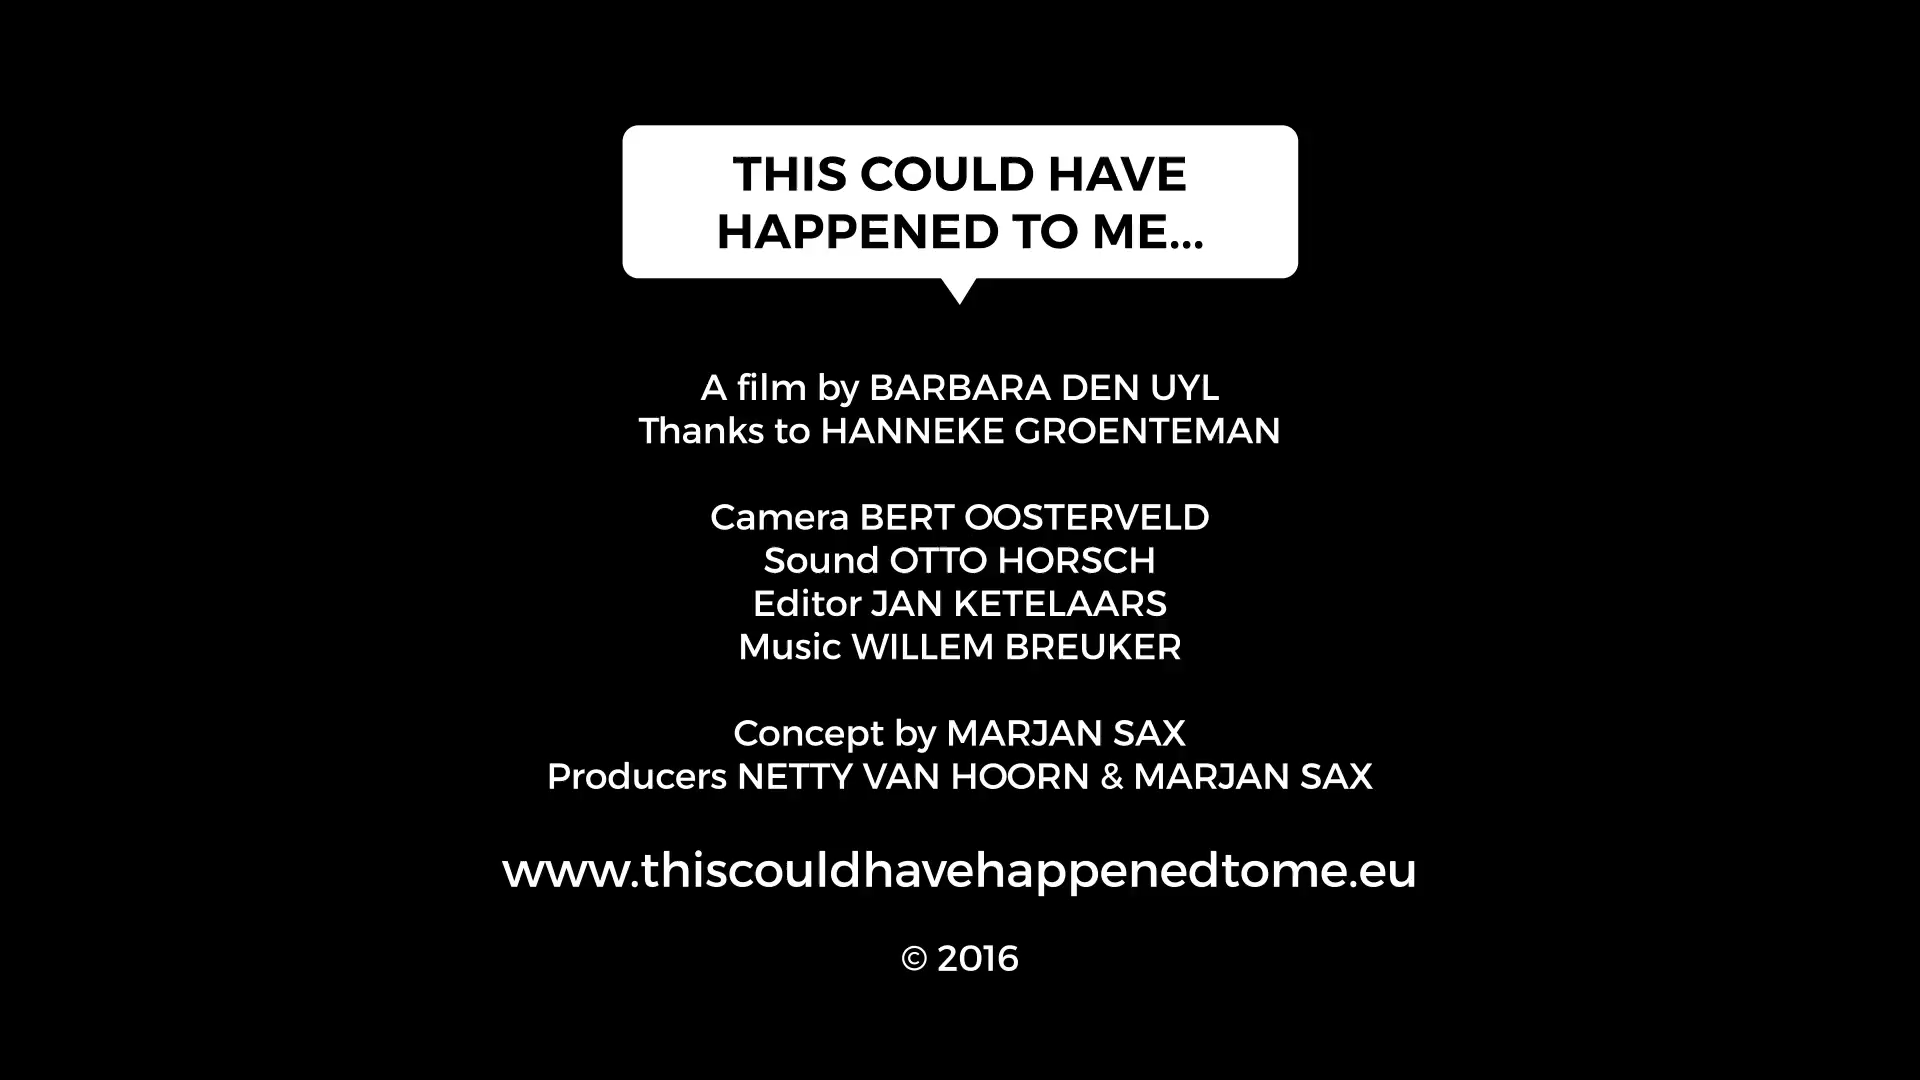 THIS COULD HAVE
HAPPENED TO ME...
A film by BARBARA DEN UYL
Thanks to HANNEKE GROENTEMAN
Camera BERT OOSTERVELD
Sound OTTO HORSCH
Editor JAN KETELAARS
Music WILLEM BREUKER
Concept by MARJAN SAX
Producers NETTY VAN HOORN & MARJAN SAX
www.thiscouldhavehappenedtome.eu
© 2016